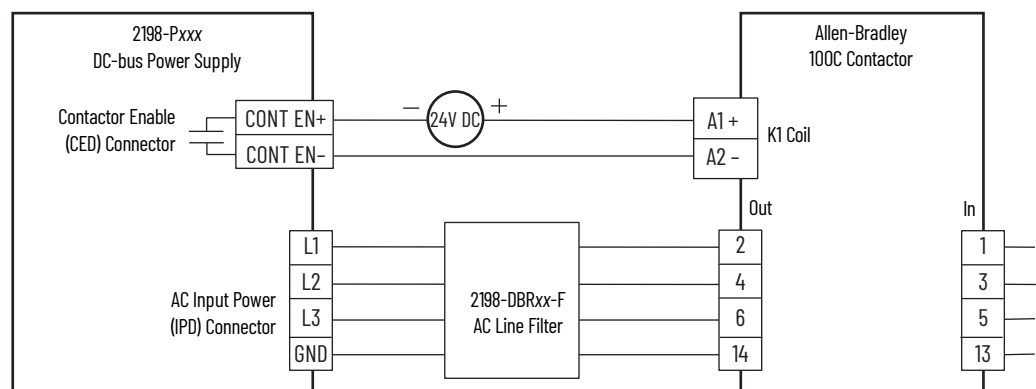 2198-Pxxx
DC-bus Power Supply
Allen-Bradley
100C Contactor
Contactor Enable
(CED) Connector
CONT EN+
CONT EN–
–
24V DC
+
A1 +
A2 –
K1 Coil
Out
In
AC Input Power
(IPD) Connector
L1
L2
L3
GND
2198-DBRxx-F
AC Line Filter
2
4
6
14
1
3
5
13